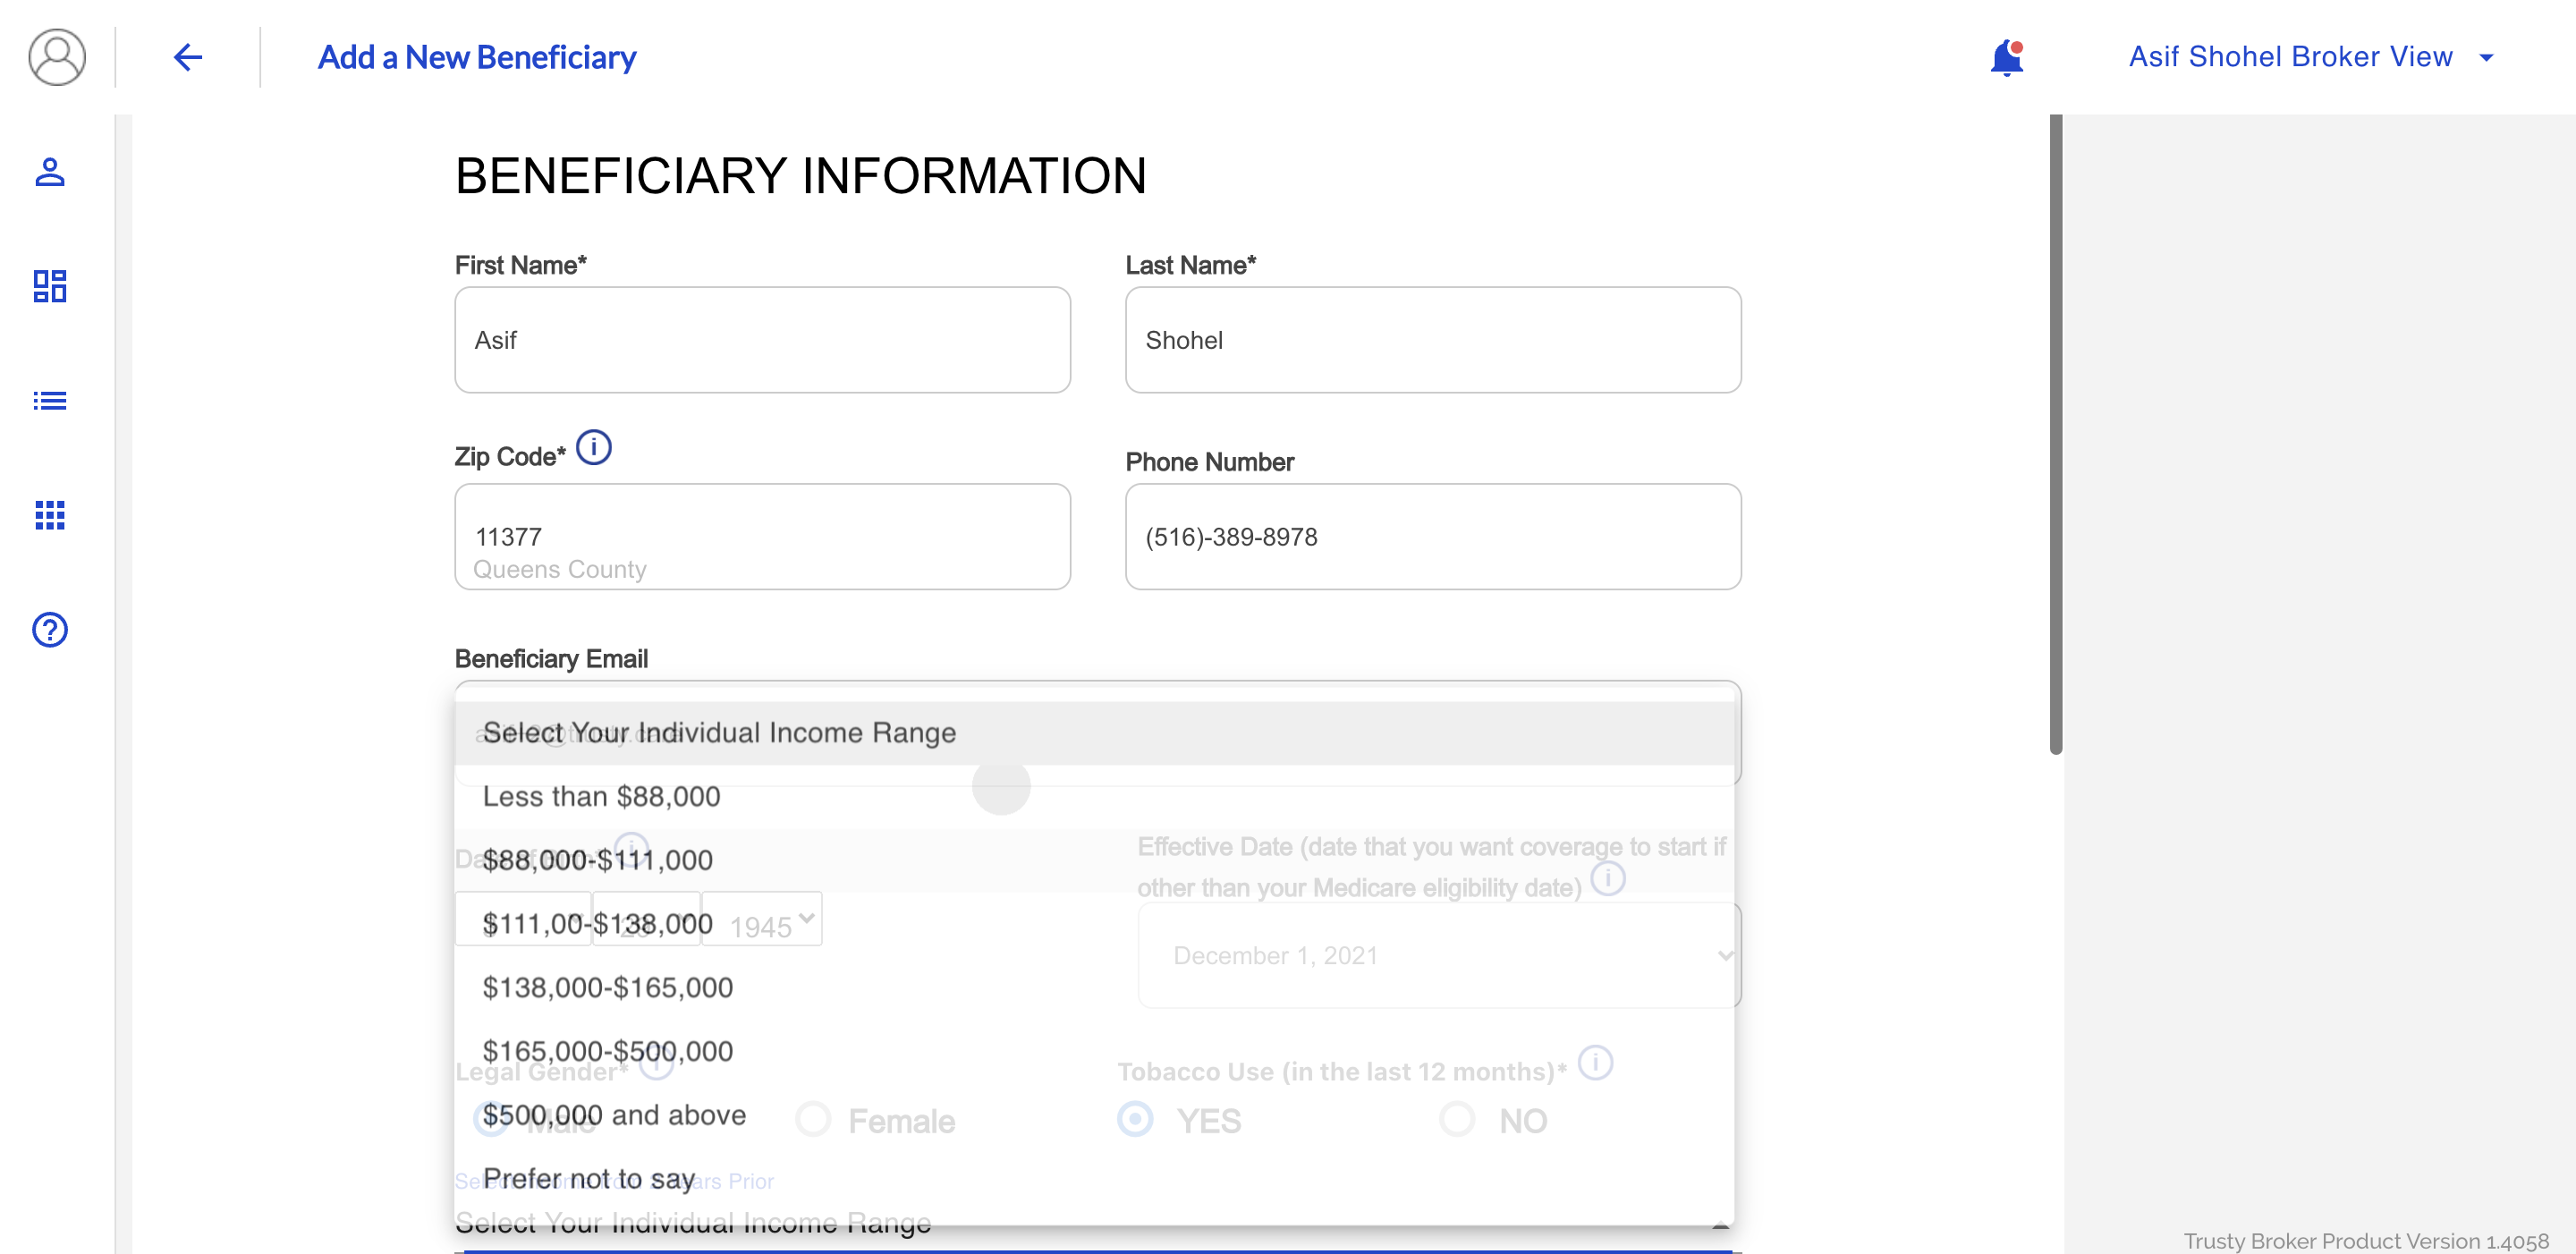 Add a New Beneficiary
Asif Shohel Broker View
BENEFICIARY INFORMATION
First Name*
Last Name*
Asif
Shohel
Zip Code*
Phone Number
11377
Queens County
(516)-389-8978
Beneficiary Email
Select Your Individual Income Range
Less than $88,000
Effective Date (date that you want coverage to start if
other than your Medicare eligibility date)
$88,000-$111,000
$111,00-$138,000
1945
December 1, 2021
$138,000-$165,000
$165,000-$500,000
Legal Gender*
Tobacco Use (in the last 12 months)*
$500,000 and above
Male
Female
YES
NO
Prefer not to say
Prior
Select Your Individual Income Range
Trusty Broker Product Version 1.4058